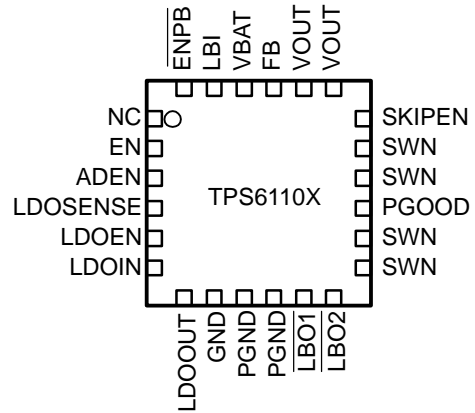 ENPB
LBI
VBAT
FB
VOUT
VOUT
NC
EN
ADEN
LDOSENSE
LDOEN
LDOIN
TPS6110X
SKIPEN
SWN
SWN
PGOOD
SWN
SWN
LDOOUT
GND
PGND
PGND
LBO1
LBO2